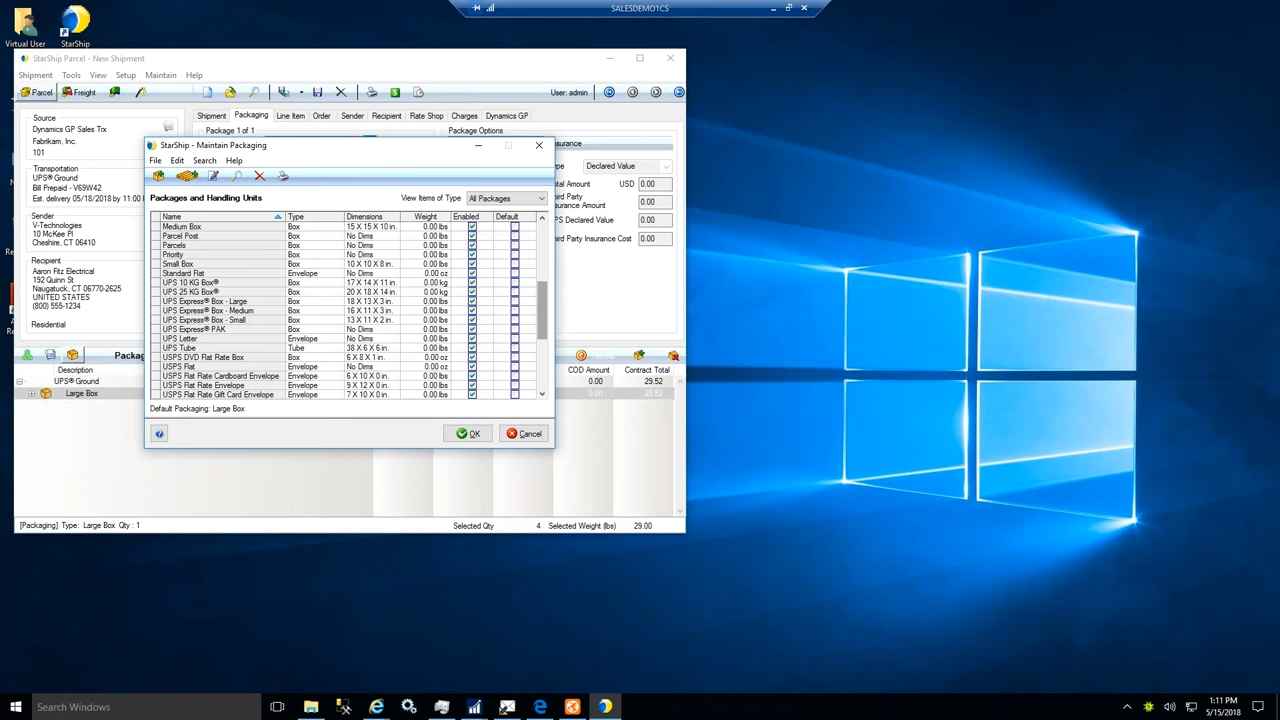 SALESDEMO1CS
Virtual User
StarShip
StarShip Parcel - New Shipment
Shipment Tools View Setup Maintain Help
Parcel Freight User: admin
Source
Dynamics GP Sales Trx
Fabrikam, Inc.
101
Transportation
UPS® Ground
Bill Prepaid - V69W42
Est. delivery 05/18/2018 by 11:00
Sender
V-Technologies
10 McKee Pl
Cheshire, CT 06410
Recipient
Aaron Fitz Electrical
192 Quinn St
Naugatuck, CT 06770-2625
UNITED STATES
(800) 555-1234
Residential
Shipment Packaging Line Item Order Sender Recipient Rate Shop Charges Dynamics GP
Package 1 of 1 Package Options
Declared Value
USD 0.00
0.00
0.00
Third Party Insurance Cost 0.00
StarShip - Maintain Packaging
File Edit Search Help
Packages and Handling Units View Items of Type All Packages
Name Type Dimensions Weight Enabled Default
Medium Box Box 15 X 15 X 10 in. 0.00 lbs
Parcel Post Box No Dims 0.00 lbs
Parcels Box No Dims 0.00 lbs
Priority Box No Dims 0.00 lbs
Small Box Box 10 X 10 X 8 in. 0.00 lbs
Standard Flat Envelope No Dims 0.00 oz
UPS 10 KG Box® Box 17 X 14 X 11 in. 0.00 kg
UPS 25 KG Box® Box 20 X 18 X 14 in. 0.00 kg
UPS Express® Box - Large Box 18 X 13 X 3 in. 0.00 lbs
UPS Express® Box - Medium Box 16 X 11 X 3 in. 0.00 lbs
UPS Express® Box - Small Box 13 X 11 X 2 in. 0.00 lbs
UPS Express® PAK Box No Dims 0.00 lbs
UPS Letter Envelope No Dims 0.00 lbs
UPS Tube Tube 38 X 6 X 6 in. 0.00 lbs
USPS DVD Flat Rate Box Box 6 X 8 X 1 in. 0.00 oz
USPS Flat Envelope No Dims 0.00 oz
USPS Flat Rate Cardboard Envelope Envelope 6 X 10 X 0 in. 0.00 lbs
USPS Flat Rate Envelope Envelope 9 X 12 X 0 in. 0.00 lbs
USPS Flat Rate Gift Card Envelope Envelope 7 X 10 X 0 in. 0.00 lbs
Default Packaging: Large Box
OK Cancel
Description COD Amount Contract Total
UPS® Ground 0.00 29.52
Large Box 0.00 29.52
[Packaging] Type: Large Box Qty : 1 Selected Qty 4 Selected Weight (lbs) 29.00
Search Windows
1:11 PM
5/15/2018